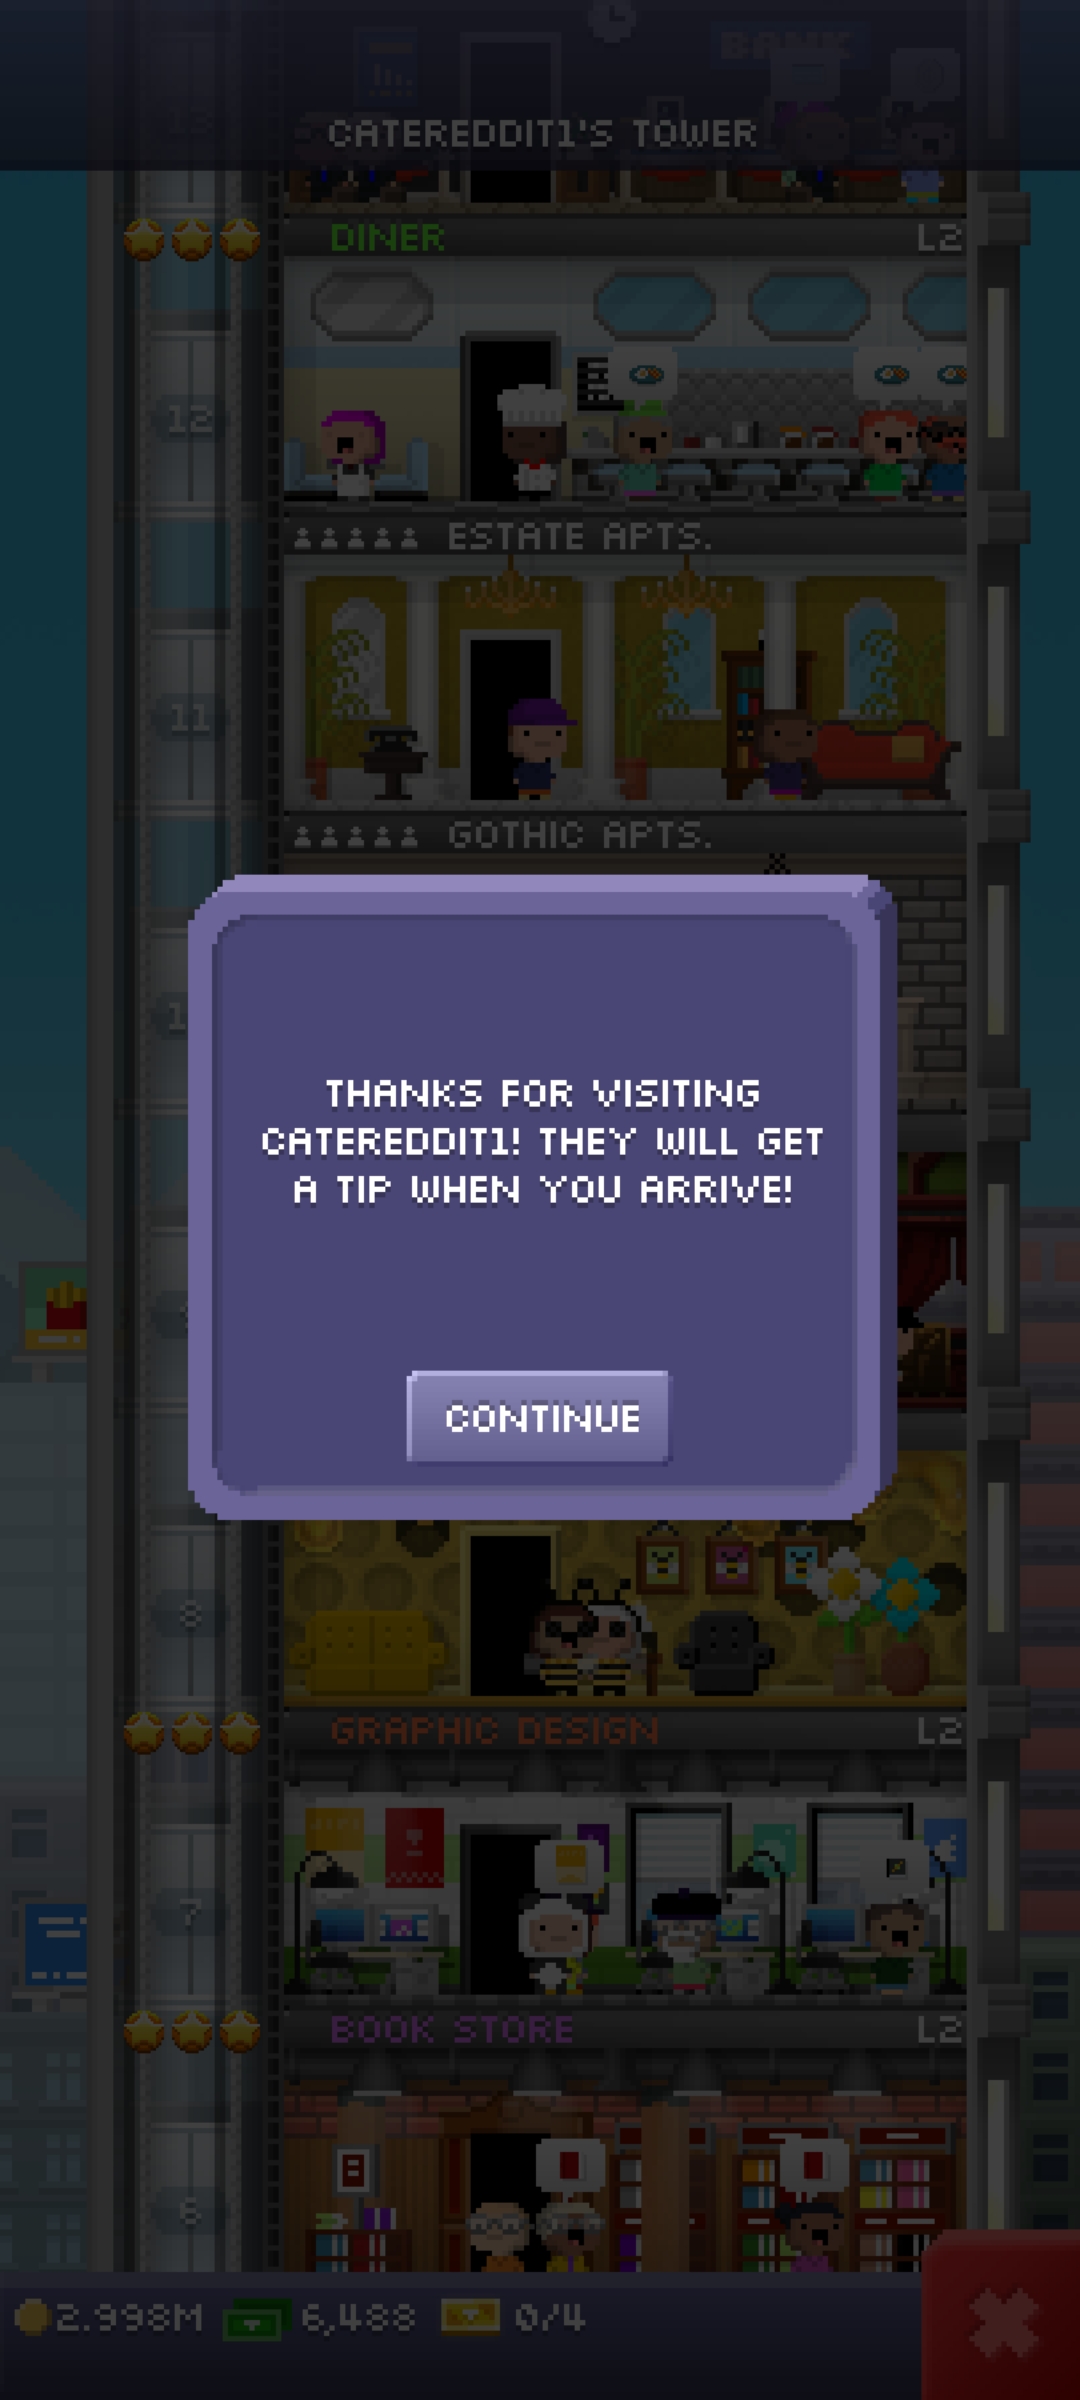 BANK
CATEREDDIT1'S TOWER
DINER L2
12
ESTATE APTS.
11
GOTHIC APTS.
THANKS FOR VISITING
CATEREDDIT1! THEY WILL GET
A TIP WHEN YOU ARRIVE!
CONTINUE
8
GRAPHIC DESIGN L2
7
BOOK STORE L2
6
2.998M 6,488 0/4